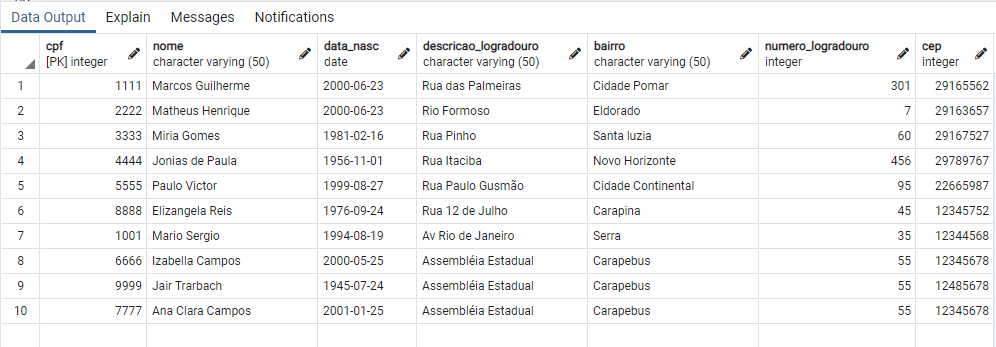 Data Output Explain Messages Notifications
cpf nome data_nasc descricao_logradouro bairro numero_logradouro cep
[PK] integer character varying (50) date character varying (50) character varying (50) integer integer
1 1111 Marcos Guilherme 2000-06-23 Rua das Palmeiras Cidade Pomar 301 29165562
2 2222 Matheus Henrique 2000-06-23 Rio Formoso Eldorado 7 29163657
3 3333 Miria Gomes 1981-02-16 Rua Pinho Santa luzia 60 29167527
4 4444 Jonias de Paula 1956-11-01 Rua Itaciba Novo Horizonte 456 29789767
5 5555 Paulo Victor 1999-08-27 Rua Paulo Gusmão Cidade Continental 95 22665987
6 8888 Elizangela Reis 1976-09-24 Rua 12 de Julho Carapina 45 12345752
7 1001 Mario Sergio 1994-08-19 Av Rio de Janeiro Serra 35 12344568
8 6666 Izabella Campos 2000-05-25 Assembléia Estadual Carapebus 55 12345678
9 9999 Jair Trarbach 1945-07-24 Assembléia Estadual Carapebus 55 12485678
10 7777 Ana Clara Campos 2001-01-25 Assembléia Estadual Carapebus 55 12345678